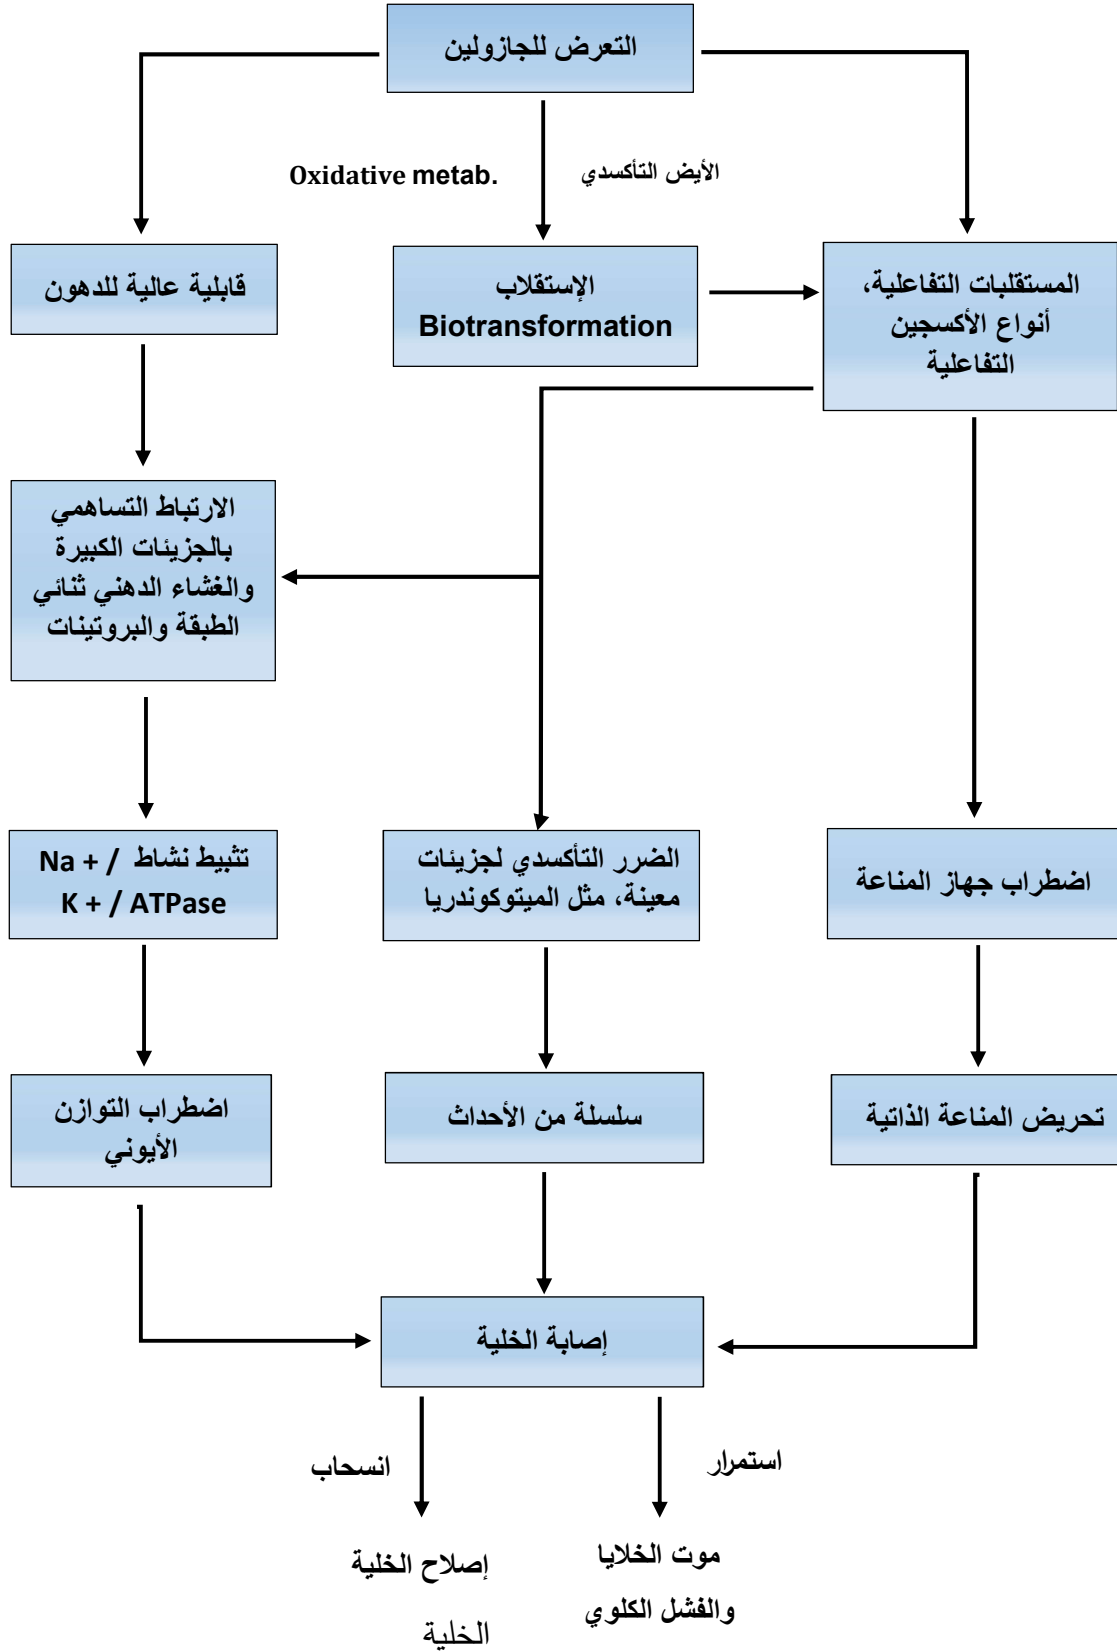 التعرض للجازولين
الأيض التأكسدي
Oxidative metab.
المستقلبات التفاعلية،
أنواع الأكسجين
التفاعلية
الإستقلاب
Biotransformation
قابلية عالية للدهون
الارتباط التساهمي
بالجزيئات الكبيرة
والغشاء الدهني ثنائي
الطبقة والبروتينات
اضطراب جهاز المناعة
الضرر التأكسدي لجزيئات
معينة، مثل الميتوكوندريا
تثبيط نشاط Na + /
K + / ATPase
تحريض المناعة الذاتية
سلسلة من الأحداث
اضطراب التوازن
الأيوني
إصابة الخلية
استمرار
انسحاب
موت الخلايا
والفشل الكلوي
إصلاح الخلية
الخلية